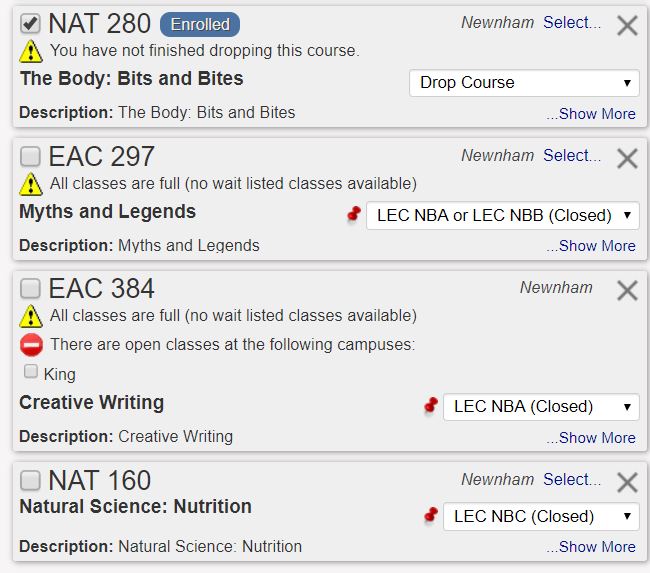 NAT 280 Enrolled Newnham Select...
You have not finished dropping this course.
The Body: Bits and Bites Drop Course
Description: The Body: Bits and Bites ...Show More
EAC 297 Newnham Select...
All classes are full (no wait listed classes available)
Myths and Legends LEC NBA or LEC NBB (Closed)
Description: Myths and Legends ...Show More
EAC 384 Newnham
All classes are full (no wait listed classes available)
There are open classes at the following campuses:
King
Creative Writing LEC NBA (Closed)
Description: Creative Writing ...Show More
NAT 160 Newnham Select...
Natural Science: Nutrition LEC NBC (Closed)
Description: Natural Science: Nutrition ...Show More